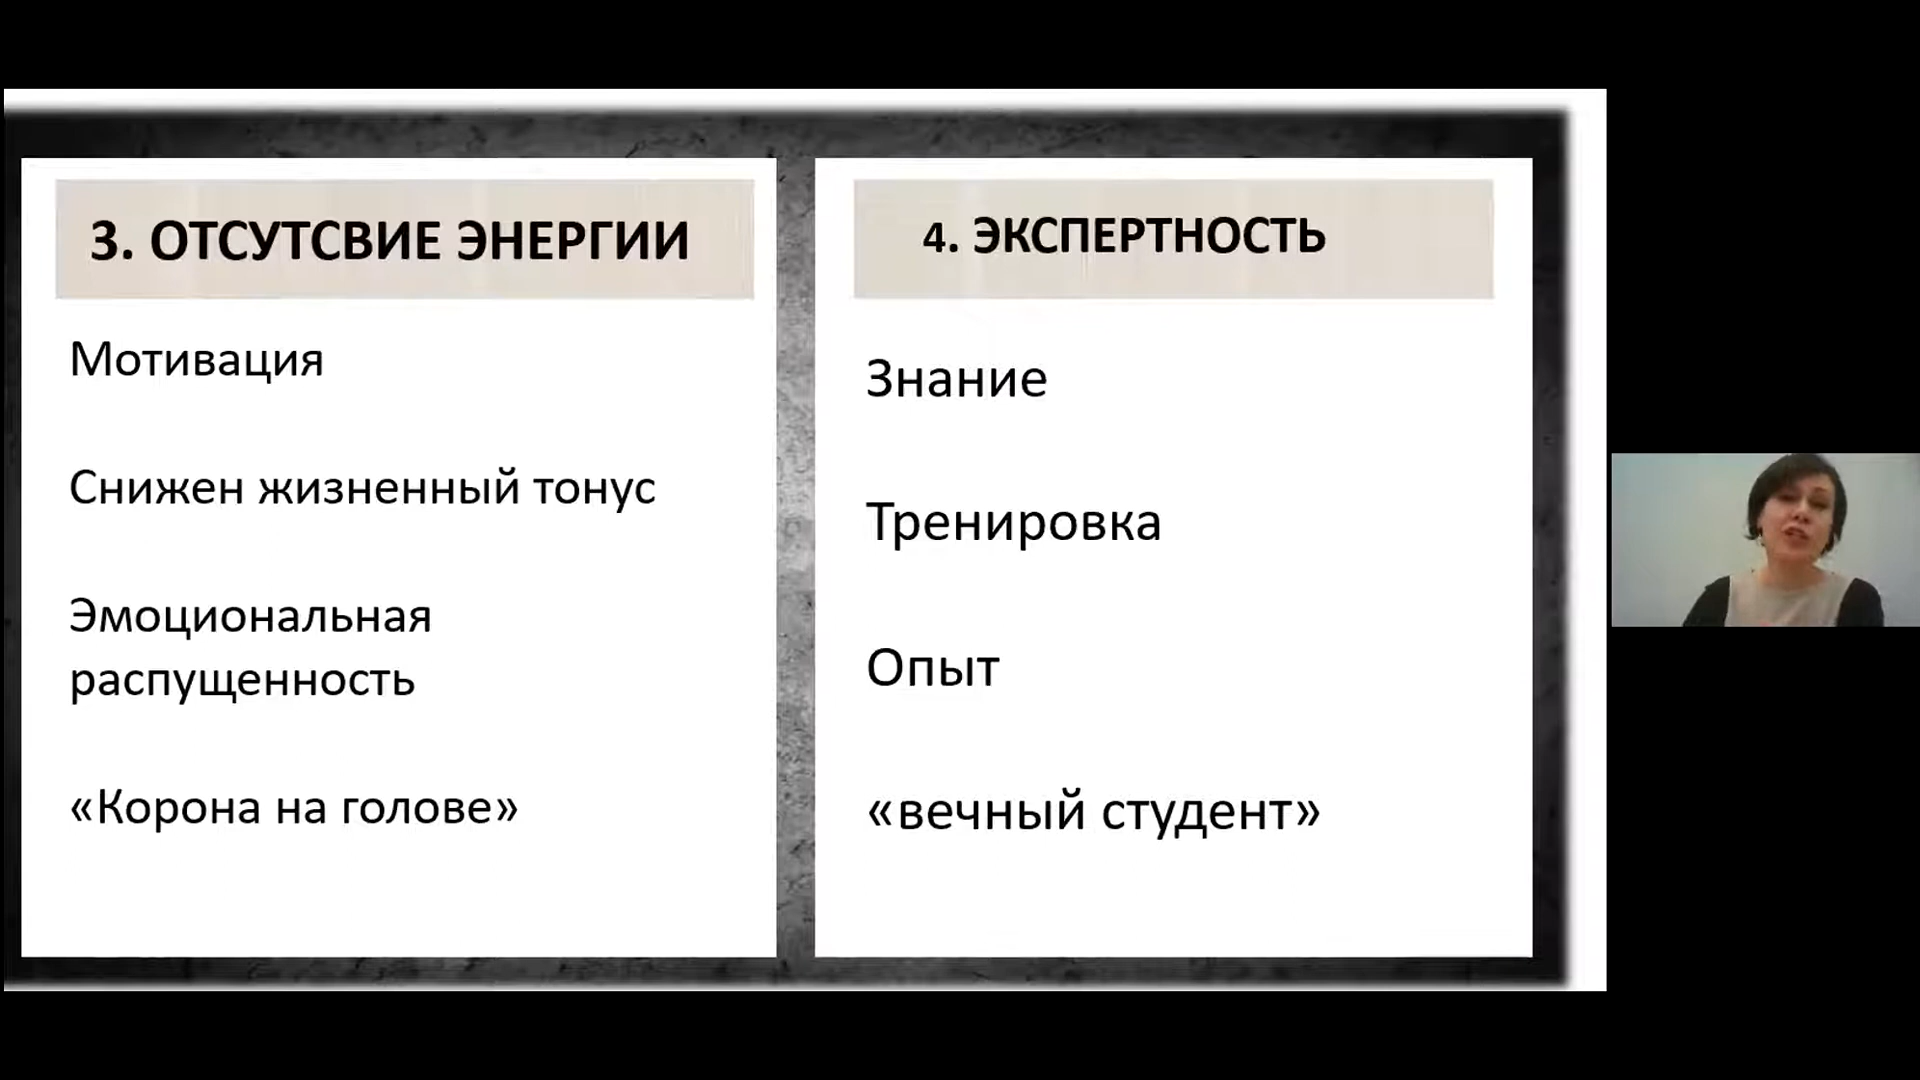 3. ОТСУТСВИЕ ЭНЕРГИИ
Мотивация
Снижен жизненный тонус
Эмоциональная
распущенность
«Корона на голове»
4. ЭКСПЕРТНОСТЬ
Знание
Тренировка
Опыт
«вечный студент»